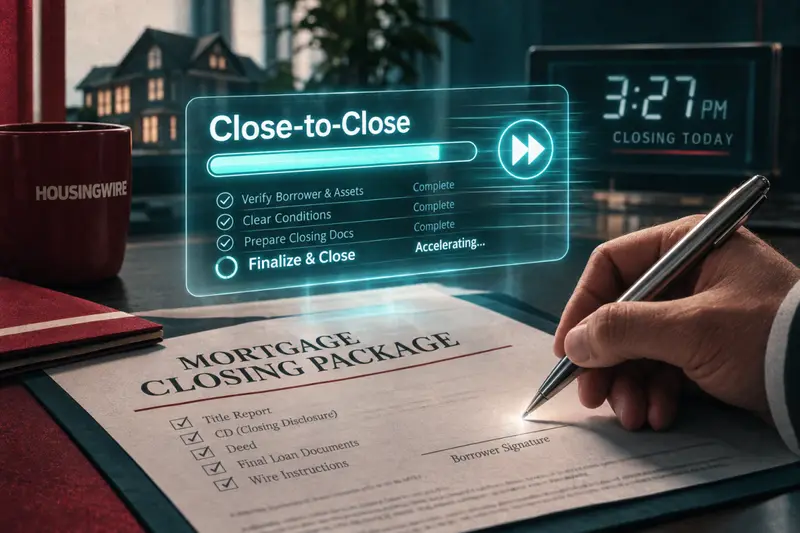 HOUSINGWIRE
Close-to-Close
Verify Borrower & Assets Complete
Clear Conditions Complete
Prepare Closing Docs Complete
Finalize & Close Accelerating...
3:27 PM
CLOSING TODAY
MORTGAGE
CLOSING PACKAGE
Title Report
CD (Closing Disclosure)
Deed
Final Loan Documents
Wire Instructions
Borrower Signature